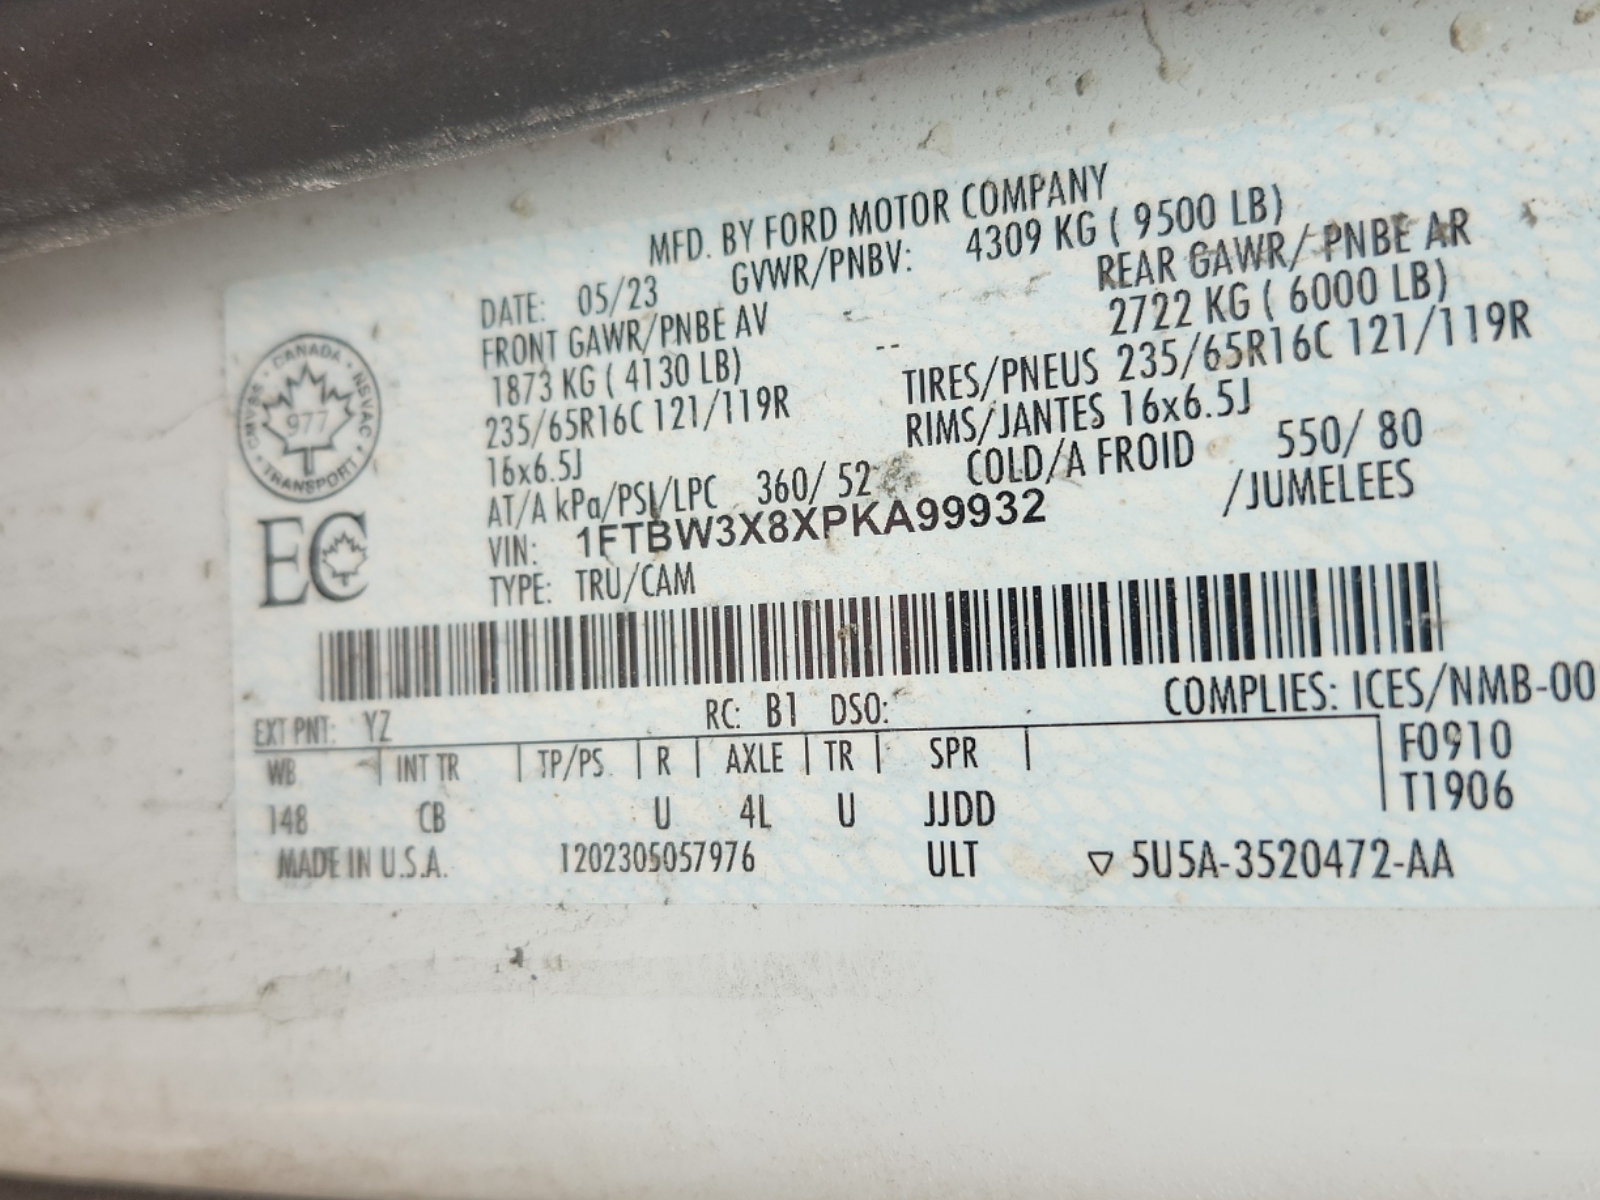 MFD. BY FORD MOTOR COMPANY
DATE: 05/23 GVWR/PNBV: 4309 KG ( 9500 LB)
FRONT GAWR/PNBE AV REAR GAWR/ PNBE AR
1873 KG ( 4130 LB) -- 2722 KG ( 6000 LB)
235/65R16C 121/119R TIRES/PNEUS 235/65R16C 121/119R
16x6.5J RIMS/JANTES 16x6.5J
AT/A kPa/PSI/LPC 360/ 52 COLD/A FROID 550/ 80
VIN: 1FTBW3X8XPKA99932 /JUMELEES
TYPE: TRU/CAM
CANADA
CMVSS NSVAC
977
TRANSPORT
EC
COMPLIES: ICES/NMB-00
EXT PNT: YZ RC: B1 DSO:
WB | INT TR | TP/PS | R | AXLE | TR | SPR | F0910
148 CB U 4L U JJDD T1906
MADE IN U.S.A. T202305057976 ULT ▽ 5U5A-3520472-AA